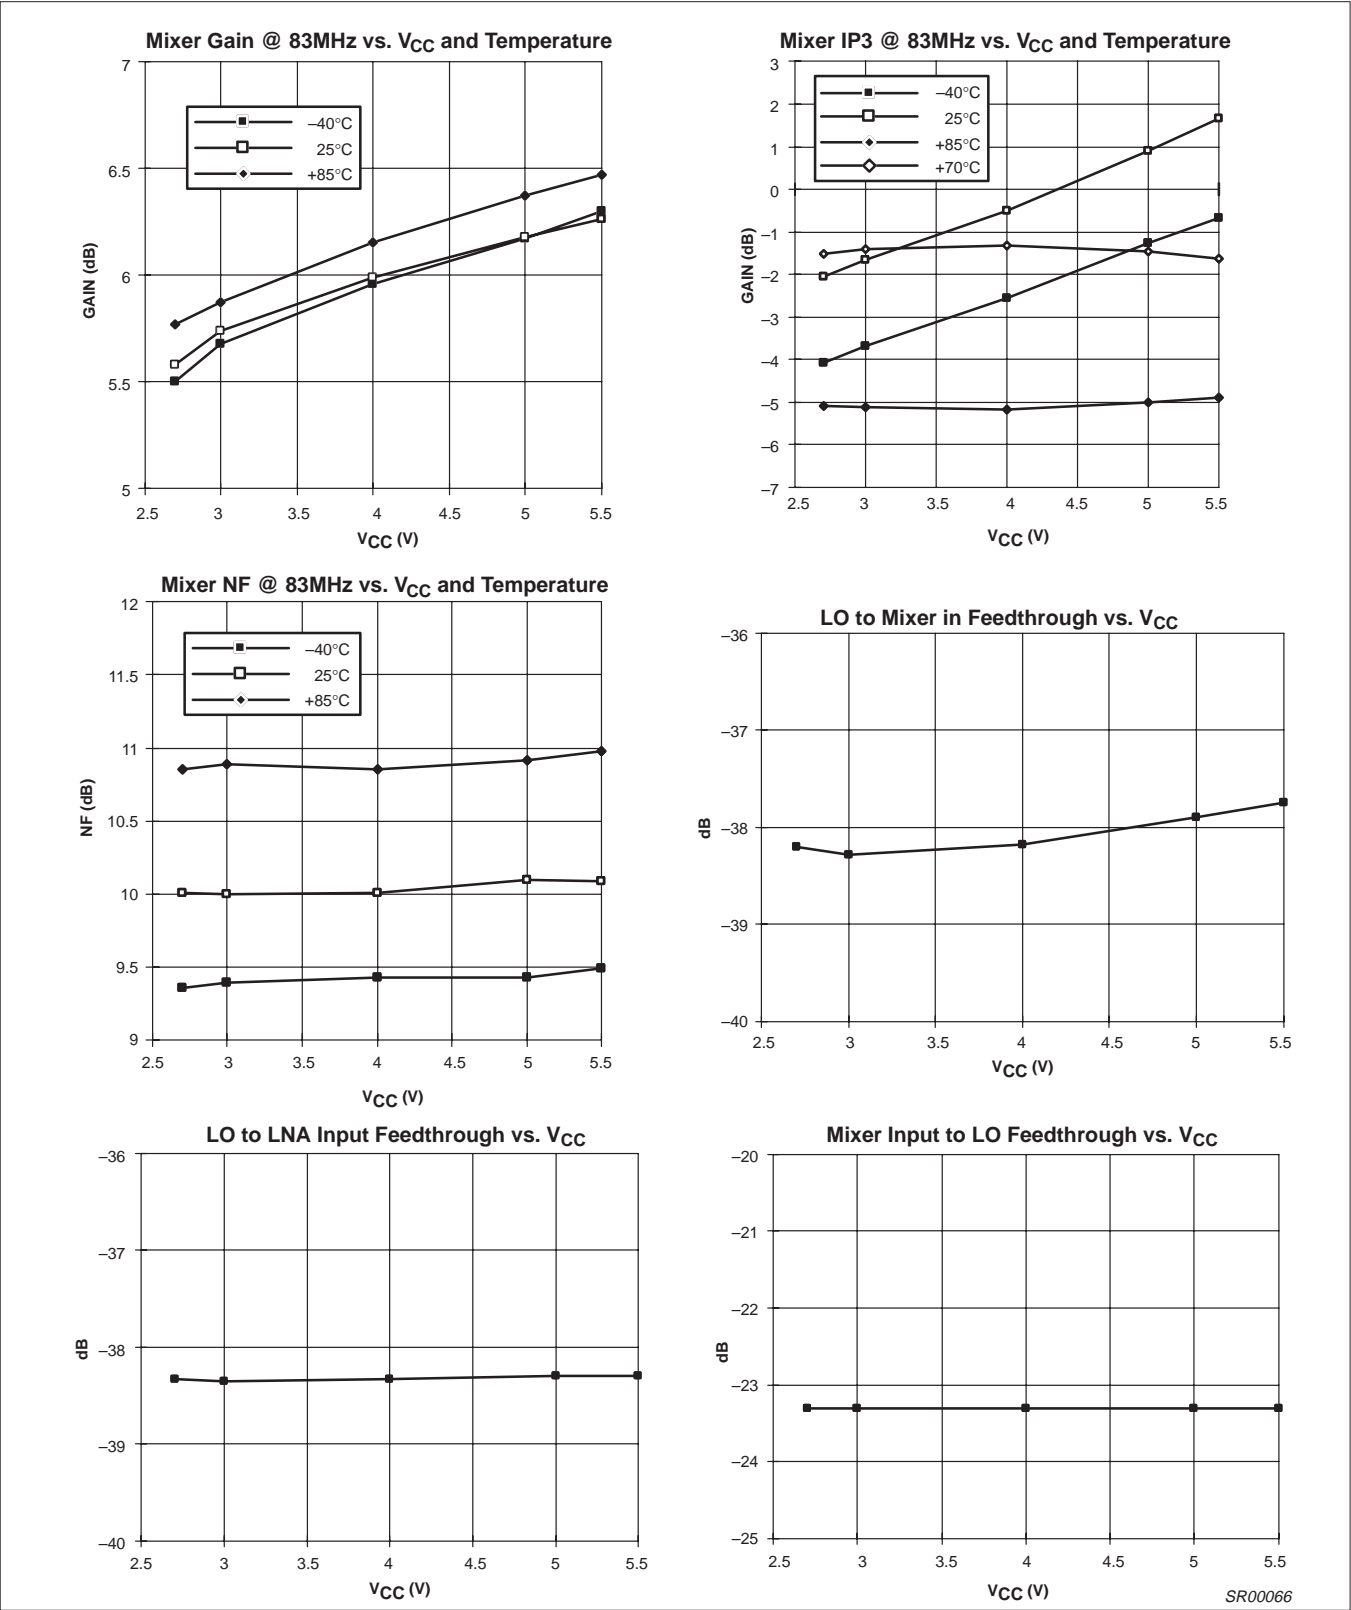 Mixer Gain @ 83MHz vs. VCC and Temperature
7
6.5
6
5.5
5
GAIN (dB)
–40°C
25°C
+85°C
2.5 3 3.5 4 4.5 5 5.5
VCC (V)
Mixer IP3 @ 83MHz vs. VCC and Temperature
3
2
1
0
–1
–2
–3
–4
–5
–6
–7
GAIN (dB)
–40°C
25°C
+85°C
+70°C
2.5 3 3.5 4 4.5 5 5.5
VCC (V)
Mixer NF @ 83MHz vs. VCC and Temperature
12
11.5
11
10.5
10
9.5
9
NF (dB)
–40°C
25°C
+85°C
2.5 3 3.5 4 4.5 5 5.5
VCC (V)
LO to Mixer in Feedthrough vs. VCC
–36
–37
–38
–39
–40
dB
2.5 3 3.5 4 4.5 5 5.5
VCC (V)
LO to LNA Input Feedthrough vs. VCC
–36
–37
–38
–39
–40
dB
2.5 3 3.5 4 4.5 5 5.5
VCC (V)
Mixer Input to LO Feedthrough vs. VCC
–20
–21
–22
–23
–24
–25
dB
2.5 3 3.5 4 4.5 5 5.5
VCC (V)
SR00066